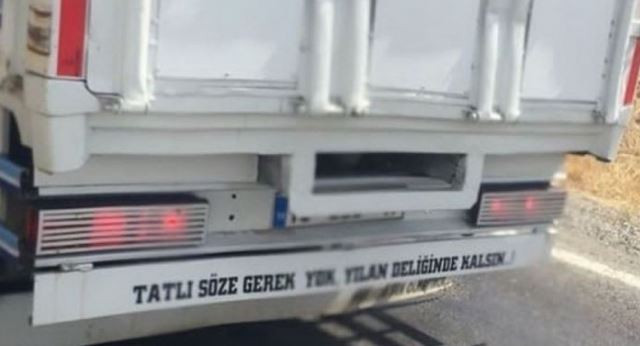 TATLI SÖZE GEREK YOK, YILAN DELİĞİNDE KALSIN..!